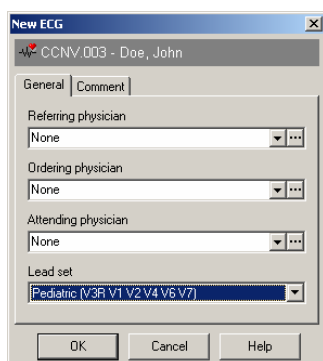 New ECG
CCNV.003 - Doe, John
General Comment
Referring physician
None
Ordering physician
None
Attending physician
None
Lead set
Pediatric (V3R V1 V2 V4 V6 V7)
OK Cancel Help